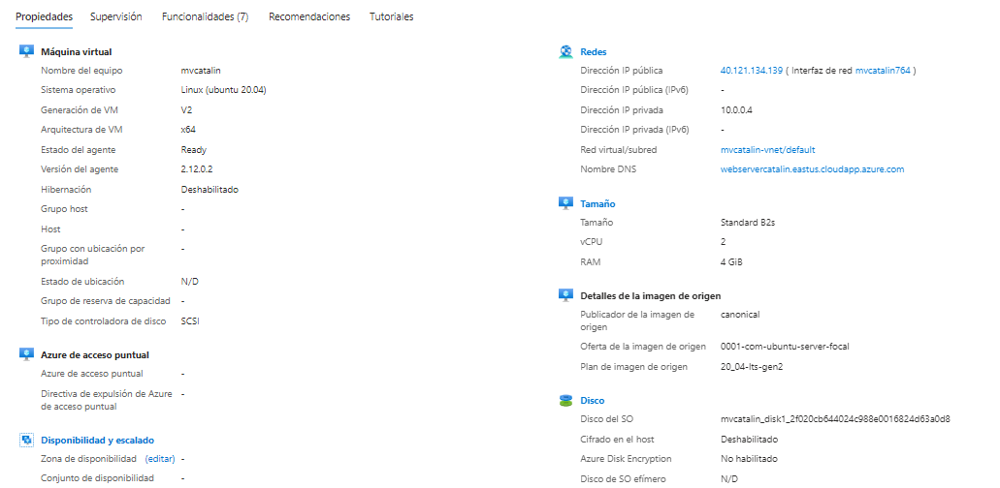 Propiedades Supervisión Funcionalidades (7) Recomendaciones Tutoriales
Máquina virtual
Nombre del equipo mvcatalin
Sistema operativo Linux (ubuntu 20.04)
Generación de VM V2
Arquitectura de VM x64
Estado del agente Ready
Versión del agente 2.12.0.2
Hibernación Deshabilitado
Grupo host -
Host -
Grupo con ubicación por -
proximidad
Estado de ubicación N/D
Grupo de reserva de capacidad -
Tipo de controladora de disco SCSI
Azure de acceso puntual
Azure de acceso puntual -
Directiva de expulsión de Azure -
de acceso puntual
Disponibilidad y escalado
Zona de disponibilidad (editar) -
Conjunto de disponibilidad -
Redes
Dirección IP pública 40.121.134.139 ( Interfaz de red mvcatalin764 )
Dirección IP pública (IPv6) -
Dirección IP privada 10.0.0.4
Dirección IP privada (IPv6) -
Red virtual/subred mvcatalin-vnet/default
Nombre DNS webservercatalin.eastus.cloudapp.azure.com
Tamaño
Tamaño Standard B2s
vCPU 2
RAM 4 GiB
Detalles de la imagen de origen
Publicador de la imagen de canonical
origen
Oferta de la imagen de origen 0001-com-ubuntu-server-focal
Plan de imagen de origen 20_04-lts-gen2
Disco
Disco del SO mvcatalin_disk1_2f020cb644024c988e0016824d63a0d8
Cifrado en el host Deshabilitado
Azure Disk Encryption No habilitado
Disco de SO efímero N/D